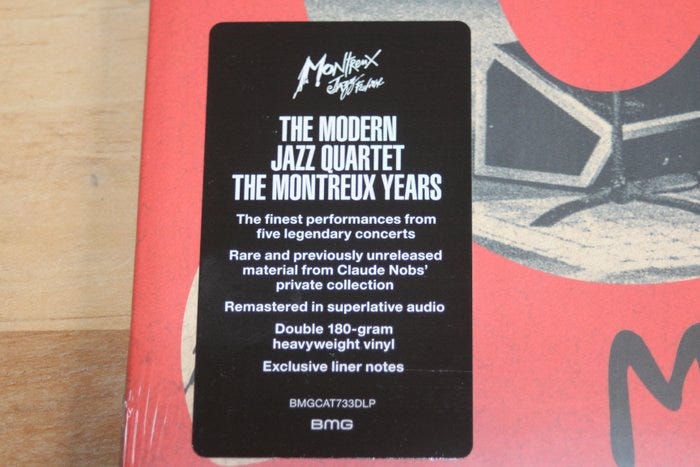 Montreux
Jazz Festival
THE MODERN
JAZZ QUARTET
THE MONTREUX YEARS
The finest performances from
five legendary concerts
Rare and previously unreleased
material from Claude Nobs'
private collection
Remastered in superlative audio
Double 180-gram
heavyweight vinyl
Exclusive liner notes
BMGCAT733DLP
BMG
M